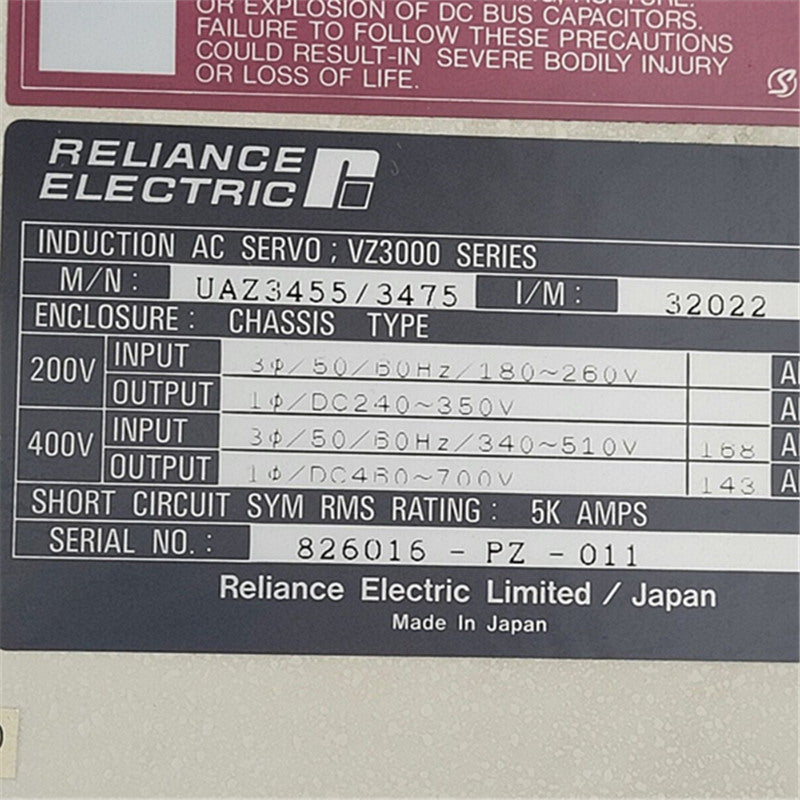 OR EXPLOSION OF DC BUS CAPACITORS.
FAILURE TO FOLLOW THESE PRECAUTIONS
COULD RESULT-IN SEVERE BODILY INJURY
OR LOSS OF LIFE.
RELIANCE
ELECTRIC
INDUCTION AC SERVO ; VZ3000 SERIES
M/N : UAZ3455/3475 I/M : 32022
ENCLOSURE : CHASSIS TYPE
200V INPUT 3φ/50/60Hz/180~260V
OUTPUT 1φ/DC240~350V
400V INPUT 3φ/50/60Hz/340~510V 168
OUTPUT 1φ/DC460~700V 143
SHORT CIRCUIT SYM RMS RATING : 5K AMPS
SERIAL NO. : 826016 - PZ - 011
Reliance Electric Limited / Japan
Made In Japan